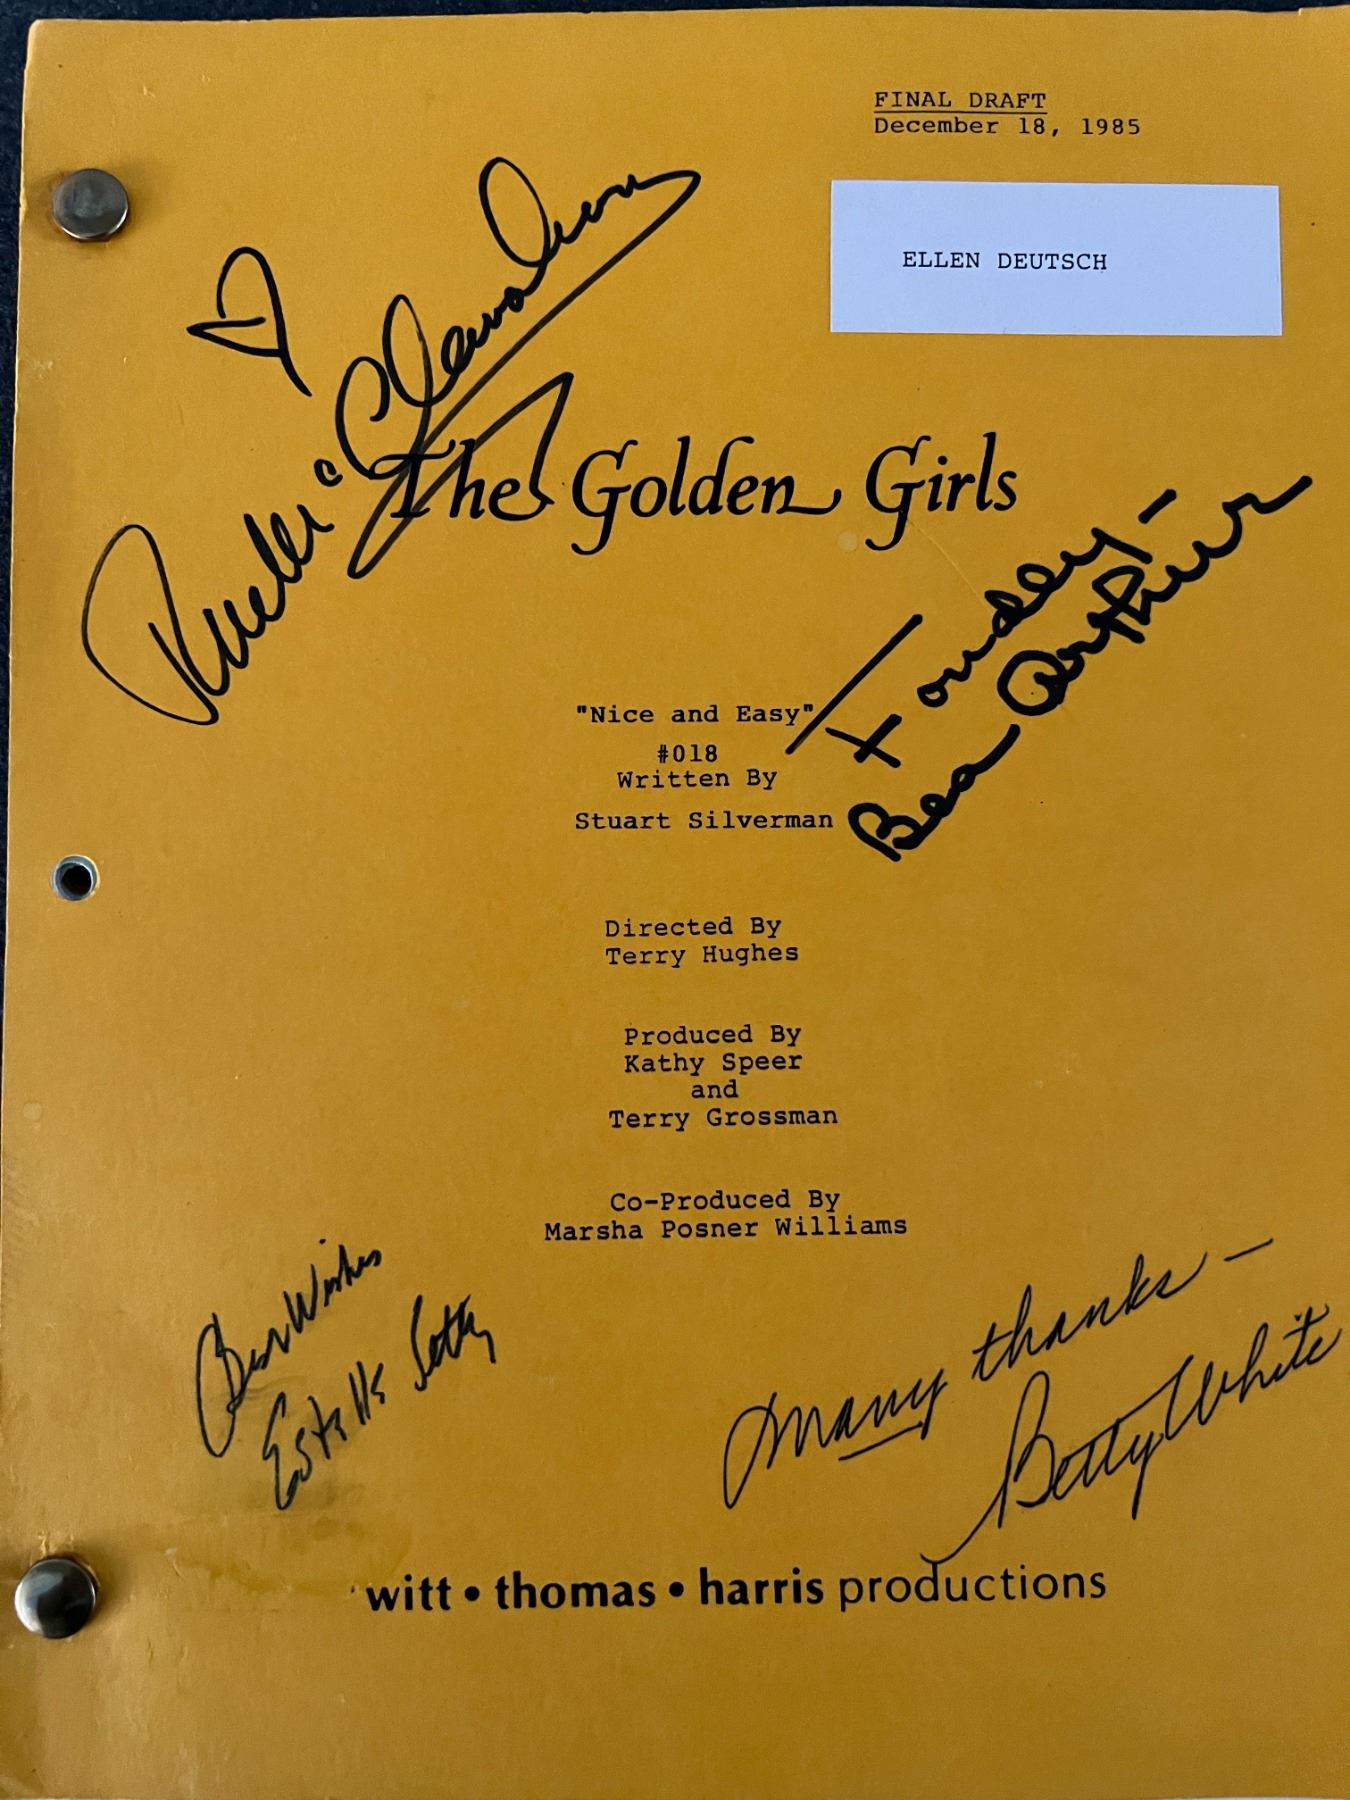 FINAL DRAFT
December 18, 1985
ELLEN DEUTSCH
Rue McClanahan
The Golden Girls
Fondly -
Bea Arthur
"Nice and Easy"
#018
Written By
Stuart Silverman
Directed By
Terry Hughes
Produced By
Kathy Speer
and
Terry Grossman
Co-Produced By
Marsha Posner Williams
Best Wishes
Estelle Getty
Many thanks -
Betty White
witt • thomas • harris productions